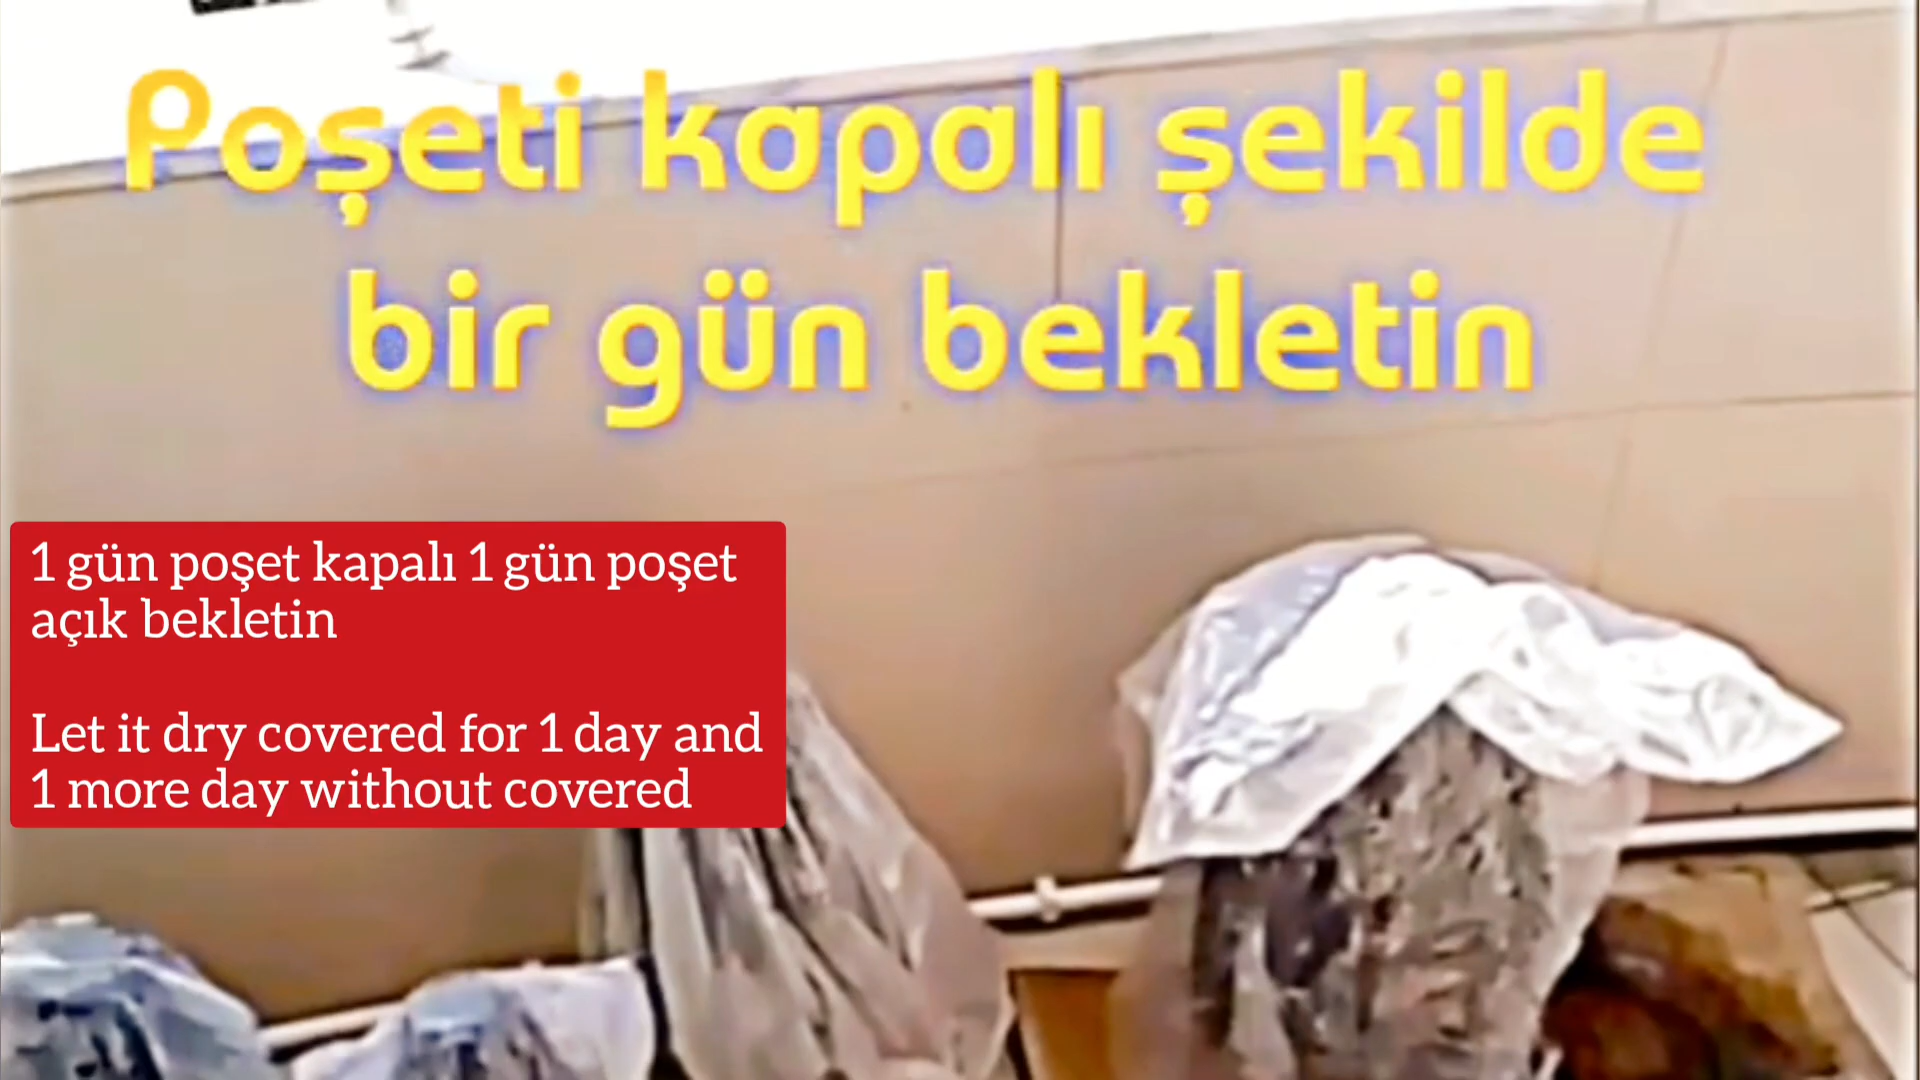 Poşeti kapalı şekilde
bir gün bekletin
1 gün poşet kapalı 1 gün poşet
açık bekletin
Let it dry covered for 1 day and
1 more day without covered